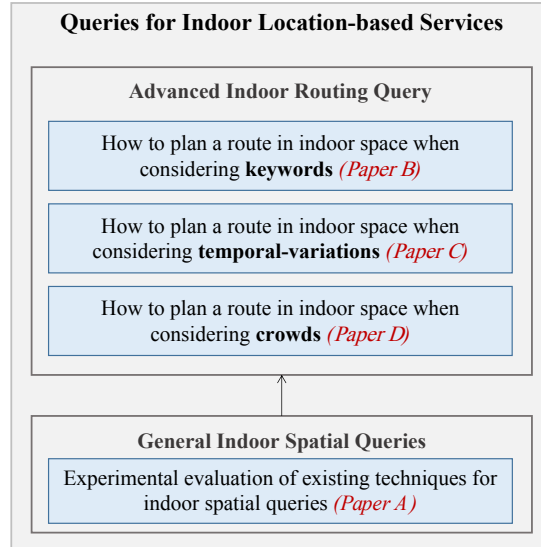 Queries for Indoor Location-based Services
Advanced Indoor Routing Query
How to plan a route in indoor space when
considering keywords (Paper B)
How to plan a route in indoor space when
considering temporal-variations (Paper C)
How to plan a route in indoor space when
considering crowds (Paper D)
General Indoor Spatial Queries
Experimental evaluation of existing techniques for
indoor spatial queries (Paper A)